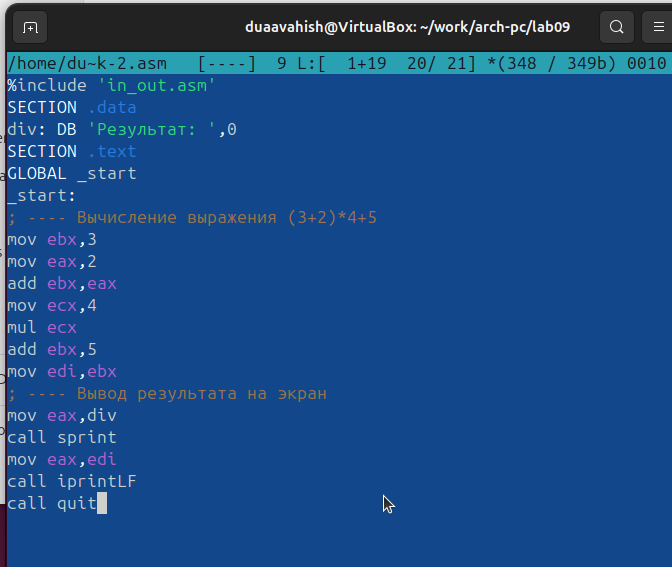 duaavahish@VirtualBox: ~/work/arch-pc/lab09
/home/du~k-2.asm   [----]  9 L:[  1+19  20/ 21] *(348 / 349b) 0010
%include 'in_out.asm'
SECTION .data
div: DB 'Результат: ',0
SECTION .text
GLOBAL _start
_start:
; ---- Вычисление выражения (3+2)*4+5
mov ebx,3
mov eax,2
add ebx,eax
mov ecx,4
mul ecx
add ebx,5
mov edi,ebx
; ---- Вывод результата на экран
mov eax,div
call sprint
mov eax,edi
call iprintLF
call quit